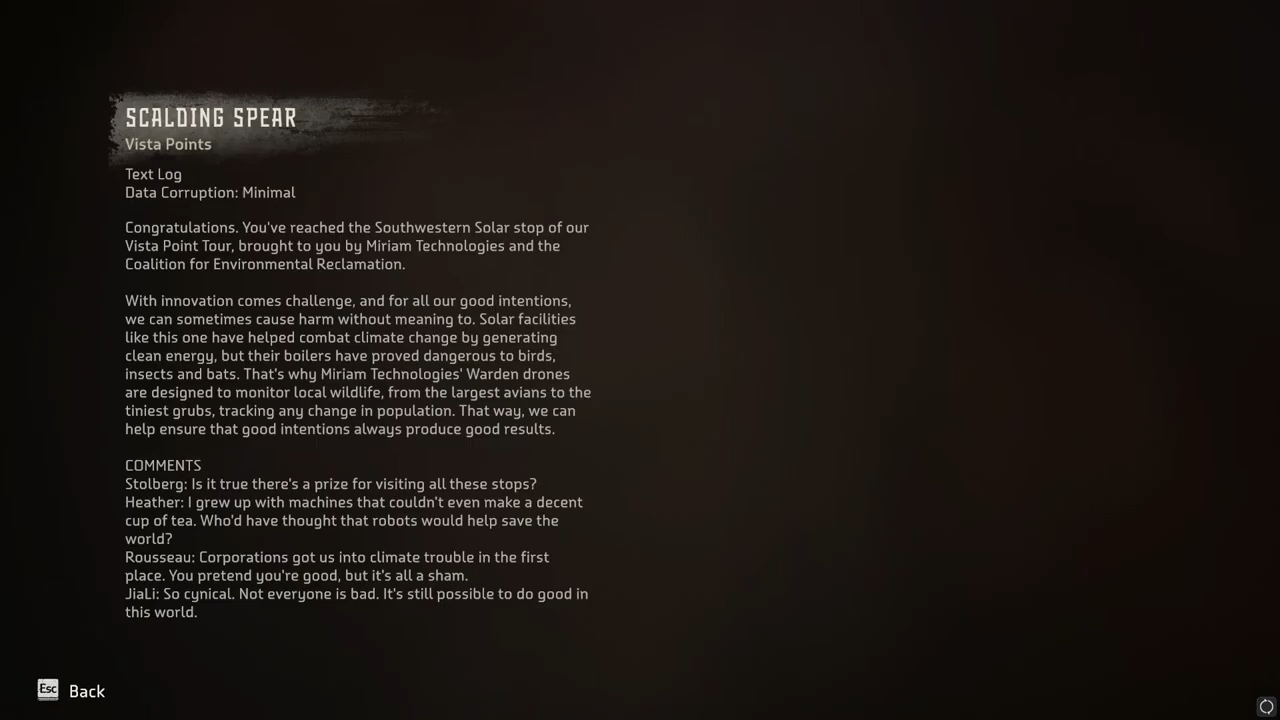 SCALDING SPEAR
Vista Points
Text Log
Data Corruption: Minimal
Congratulations. You've reached the Southwestern Solar stop of our
Vista Point Tour, brought to you by Miriam Technologies and the
Coalition for Environmental Reclamation.
With innovation comes challenge, and for all our good intentions,
we can sometimes cause harm without meaning to. Solar facilities
like this one have helped combat climate change by generating
clean energy, but their boilers have proved dangerous to birds,
insects and bats. That's why Miriam Technologies' Warden drones
are designed to monitor local wildlife, from the largest avians to the
tiniest grubs, tracking any change in population. That way, we can
help ensure that good intentions always produce good results.
COMMENTS
Stolberg: Is it true there's a prize for visiting all these stops?
Heather: I grew up with machines that couldn't even make a decent
cup of tea. Who'd have thought that robots would help save the
world?
Rousseau: Corporations got us into climate trouble in the first
place. You pretend you're good, but it's all a sham.
JiaLi: So cynical. Not everyone is bad. It's still possible to do good in
this world.
Esc Back